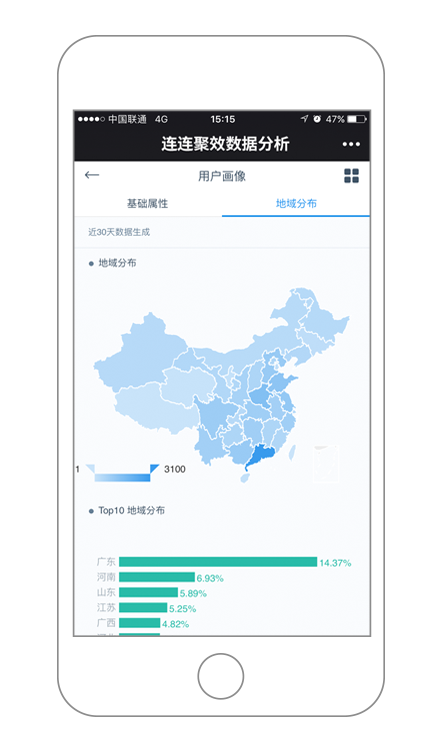 中国联通 4G 15:15 47%
连连聚效数据分析
用户画像
基础属性 地域分布
近30天数据生成
地域分布
1 3100
Top10 地域分布
广东 14.37%
河南 6.93%
山东 5.89%
江苏 5.25%
广西 4.82%